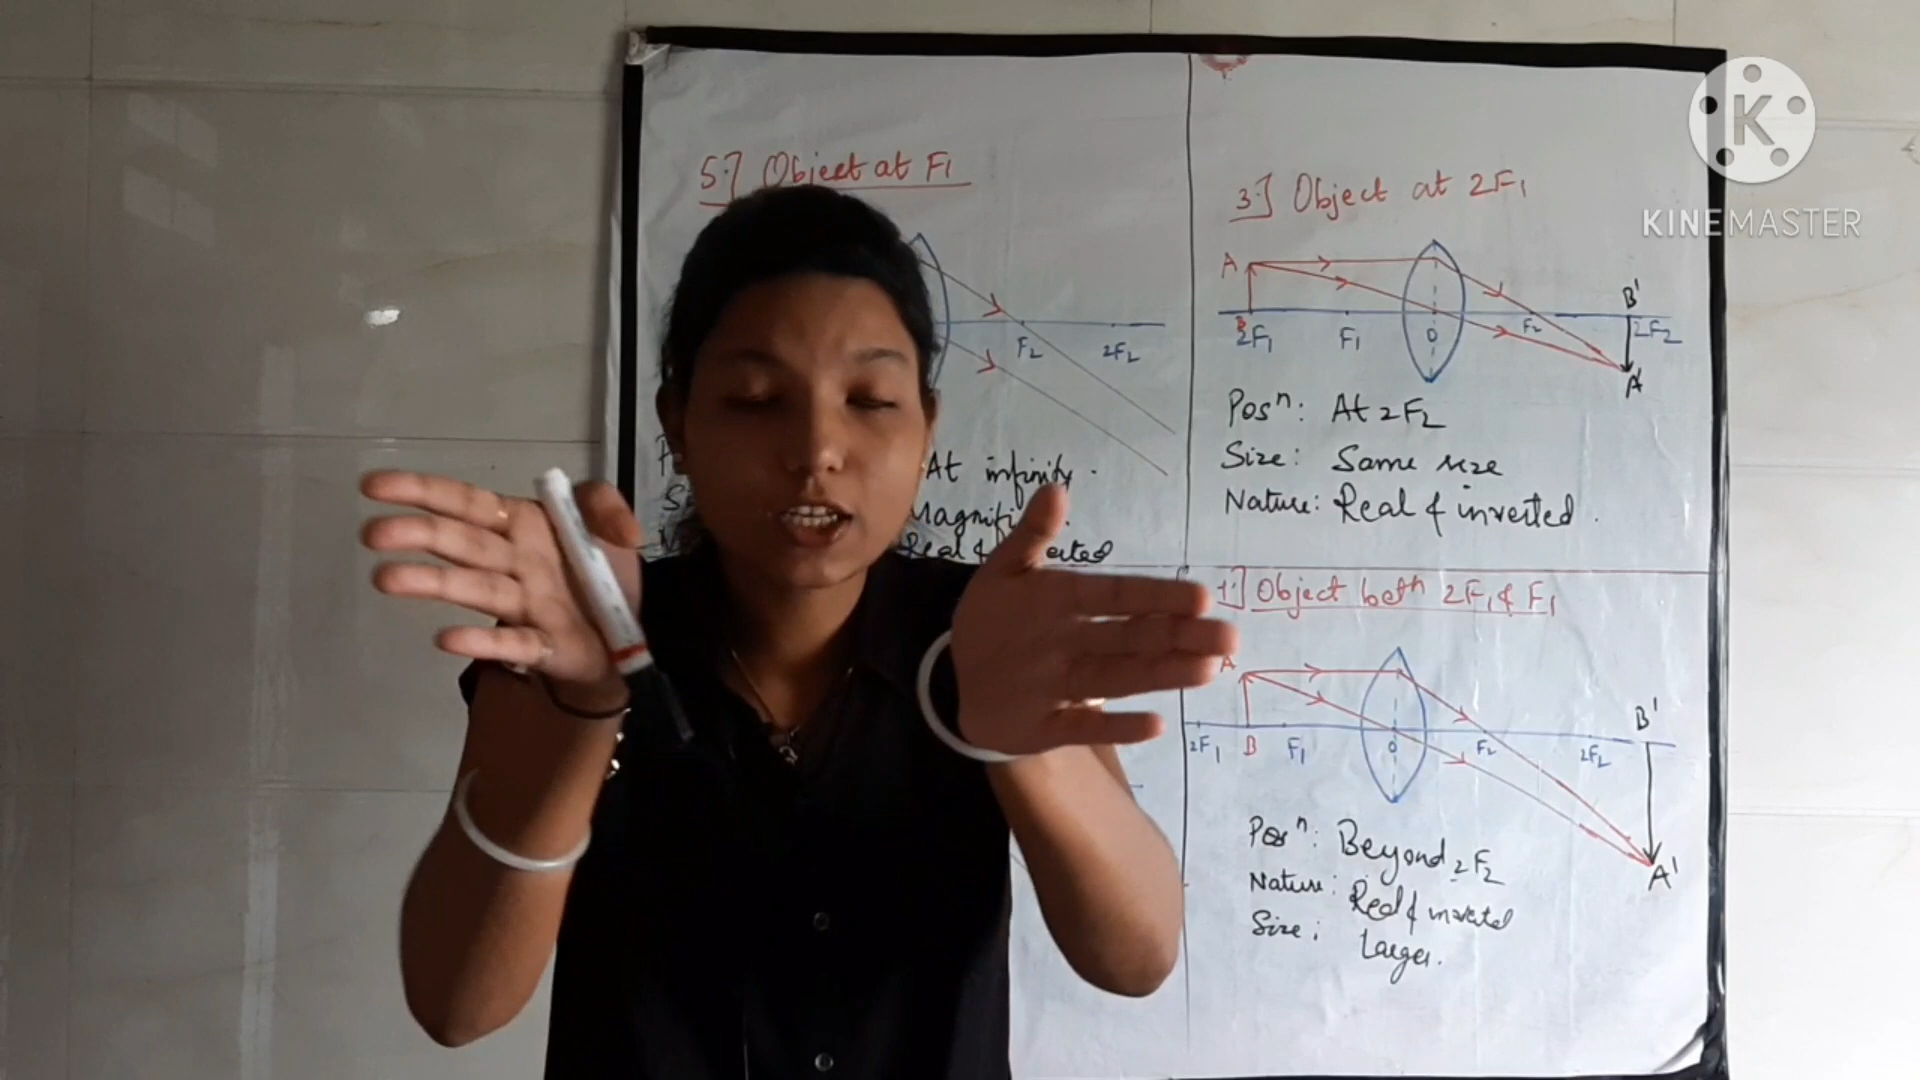 5.] Object at F1
F2
2F2
At infinity.
Real &
3.] Object at 2F1
A
B'
B
2F1
F1
O
F2
2F2
A'
Posn: At 2F2
Size: Same size
Nature: Real & inverted.
Object betn 2F1 & F1
A
B'
2F1
B
F1
O
F2
2F2
A'
Posn: Beyond 2F2
Nature: Real & inverted
Size: Larger.
K
KINEMASTER